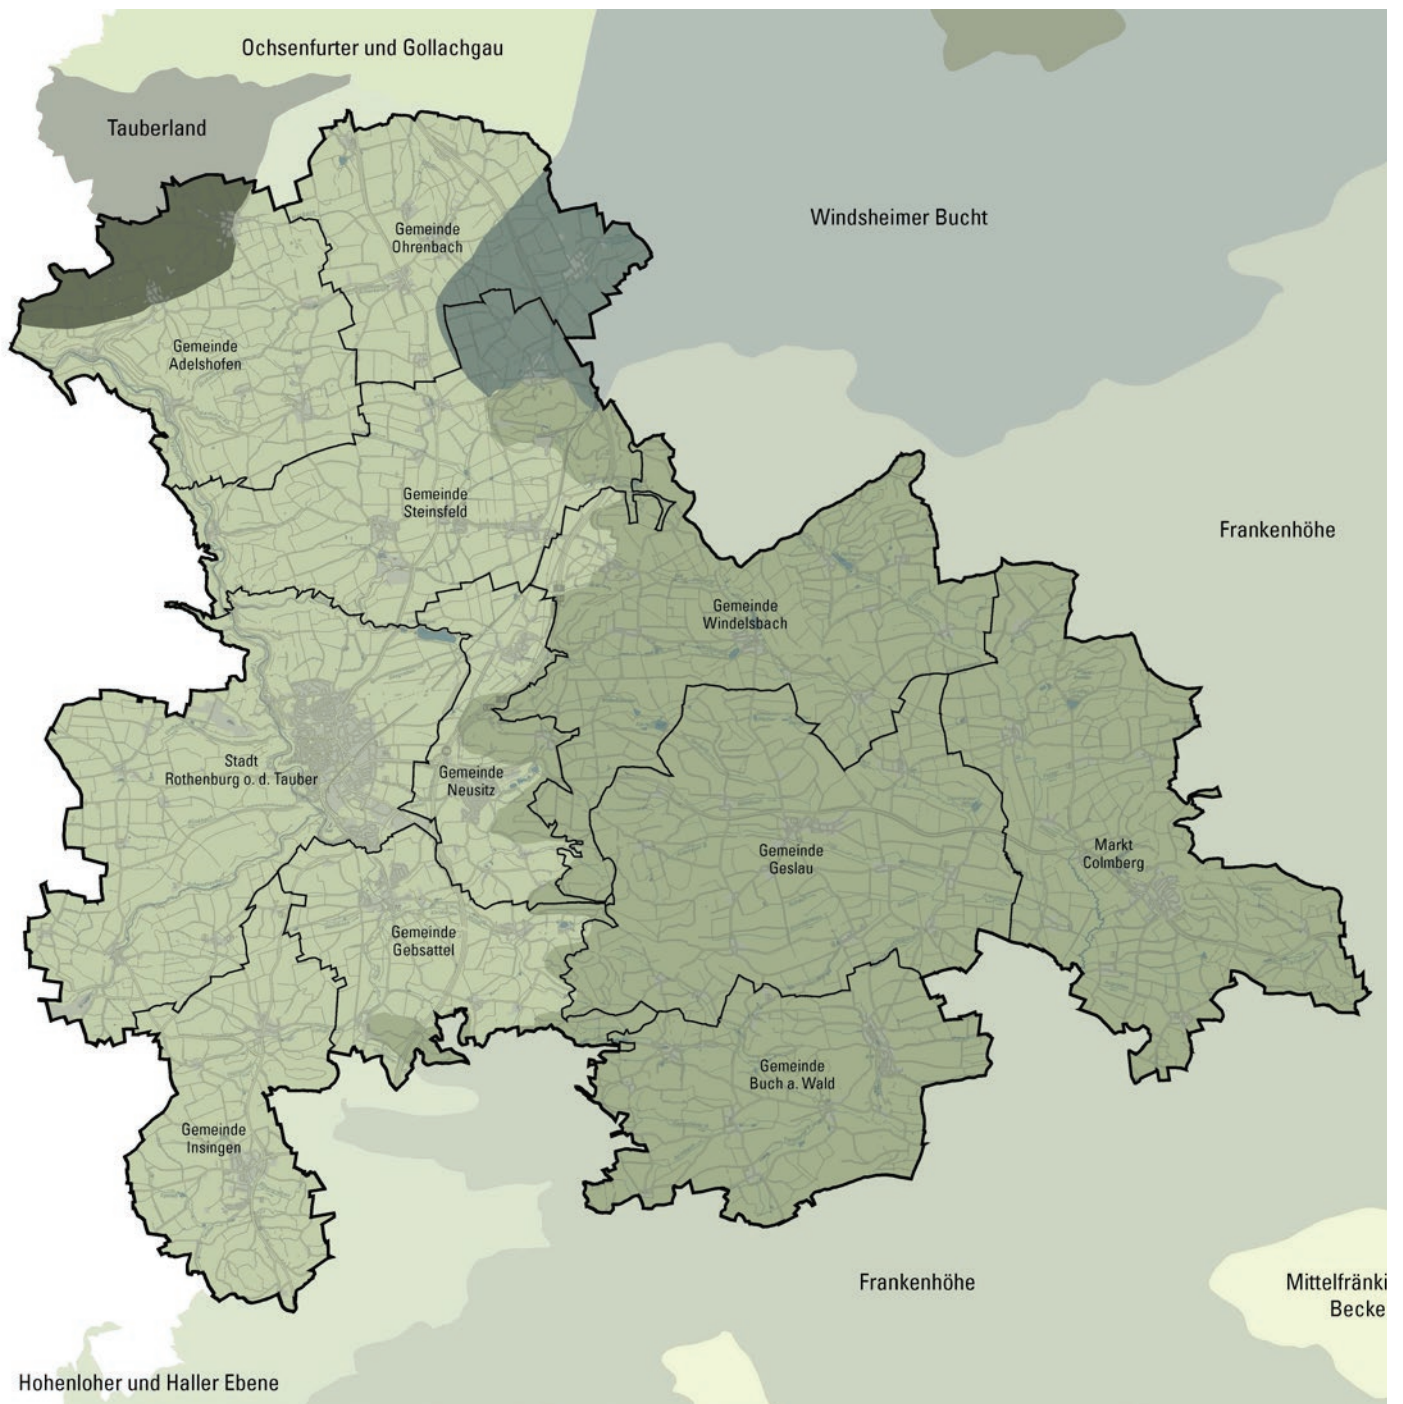 Ochsenfurter und Gollachgau
Tauberland
Windsheimer Bucht
Gemeinde
Ohrenbach
Gemeinde
Adelshofen
Gemeinde
Steinsfeld
Frankenhöhe
Gemeinde
Windelsbach
Stadt
Rothenburg o. d. Tauber
Gemeinde
Neusitz
Gemeinde
Geslau
Markt
Colmberg
Gemeinde
Gebsattel
Gemeinde
Buch a. Wald
Gemeinde
Insingen
Frankenhöhe
Mittelfränki
Becke
Hohenloher und Haller Ebene